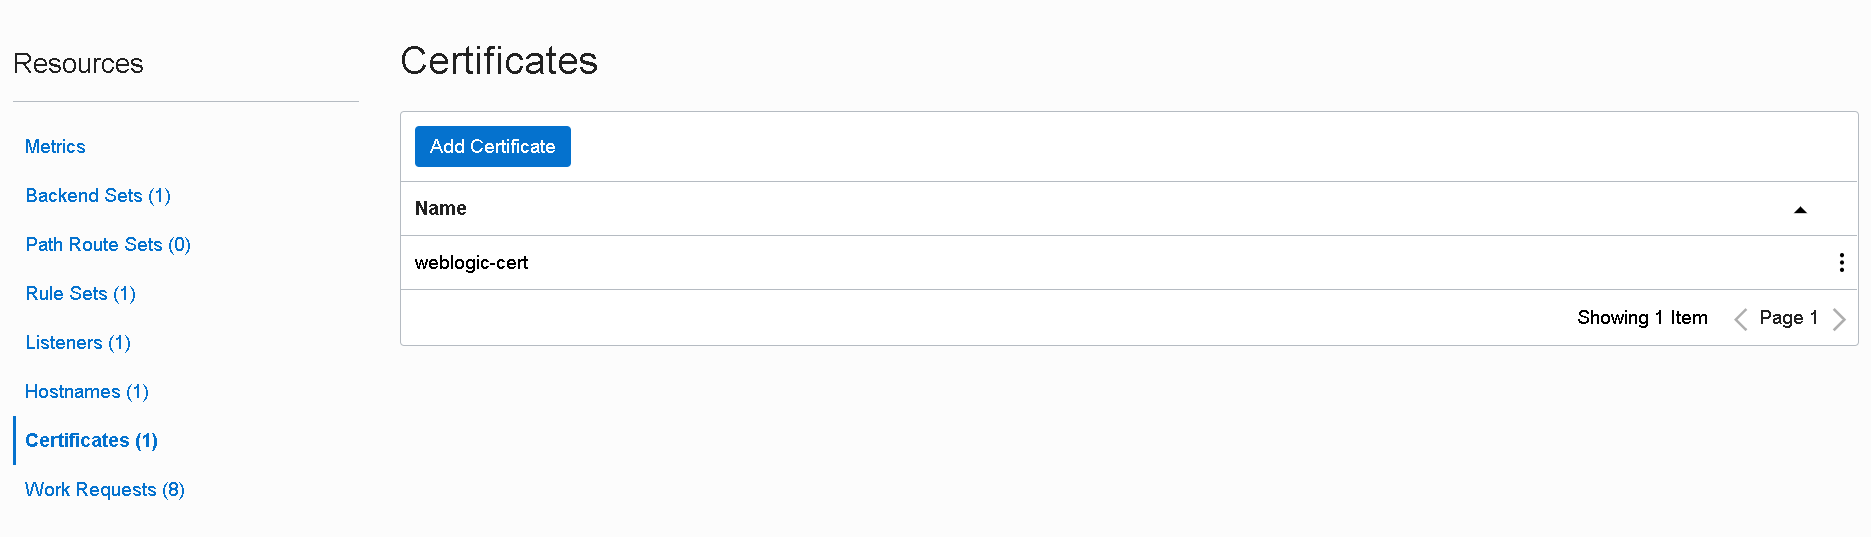 Resources
Metrics
Backend Sets (1)
Path Route Sets (0)
Rule Sets (1)
Listeners (1)
Hostnames (1)
Certificates (1)
Work Requests (8)
Certificates
Add Certificate
Name
weblogic-cert
Showing 1 Item Page 1